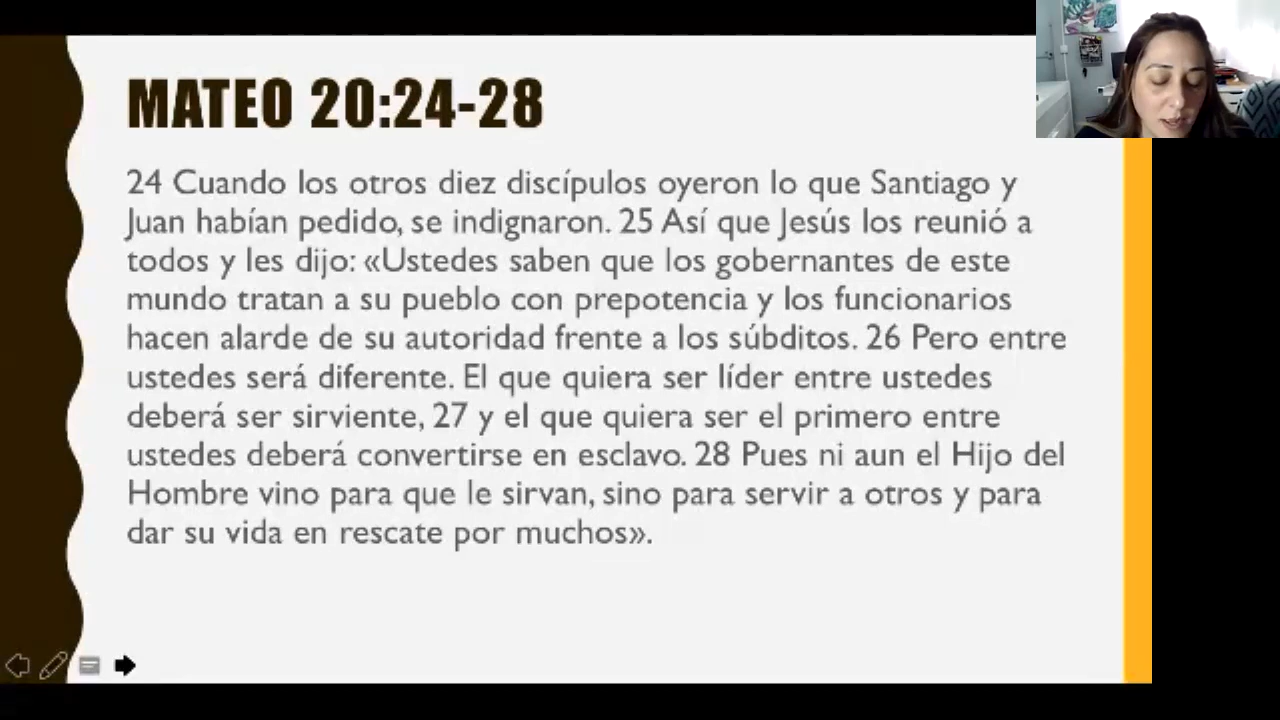 MATEO 20:24-28
24 Cuando los otros diez discípulos oyeron lo que Santiago y
Juan habían pedido, se indignaron. 25 Así que Jesús los reunió a
todos y les dijo: «Ustedes saben que los gobernantes de este
mundo tratan a su pueblo con prepotencia y los funcionarios
hacen alarde de su autoridad frente a los súbditos. 26 Pero entre
ustedes será diferente. El que quiera ser líder entre ustedes
deberá ser sirviente, 27 y el que quiera ser el primero entre
ustedes deberá convertirse en esclavo. 28 Pues ni aun el Hijo del
Hombre vino para que le sirvan, sino para servir a otros y para
dar su vida en rescate por muchos».